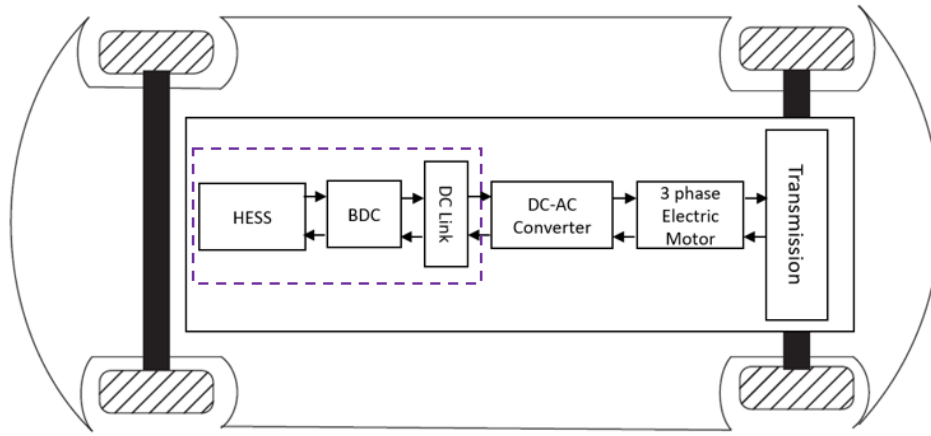 HESS
BDC
DC Link
DC-AC
Converter
3 phase
Electric
Motor
Transmission